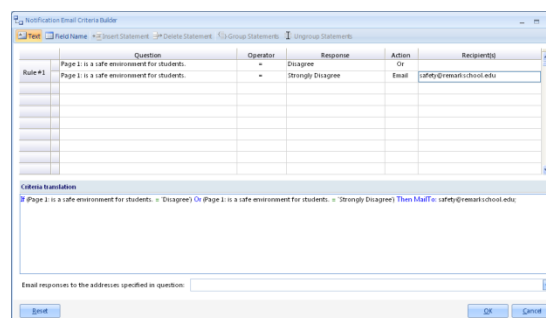 Notification Email Criteria Builder
Text Field Name Insert Statement Delete Statement Group Statements Ungroup Statements
Question Operator Response Action Recipient(s)
Rule #1
Page 1: is a safe environment for students. = Disagree Or
Page 1: is a safe environment for students. = Strongly Disagree Email safety@remarkschool.edu
Criteria translation
If (Page 1: is a safe environment for students. = 'Disagree') Or (Page 1: is a safe environment for students. = 'Strongly Disagree') Then MailTo: safety@remarkschool.edu;
Email responses to the addresses specified in question:
Reset OK Cancel